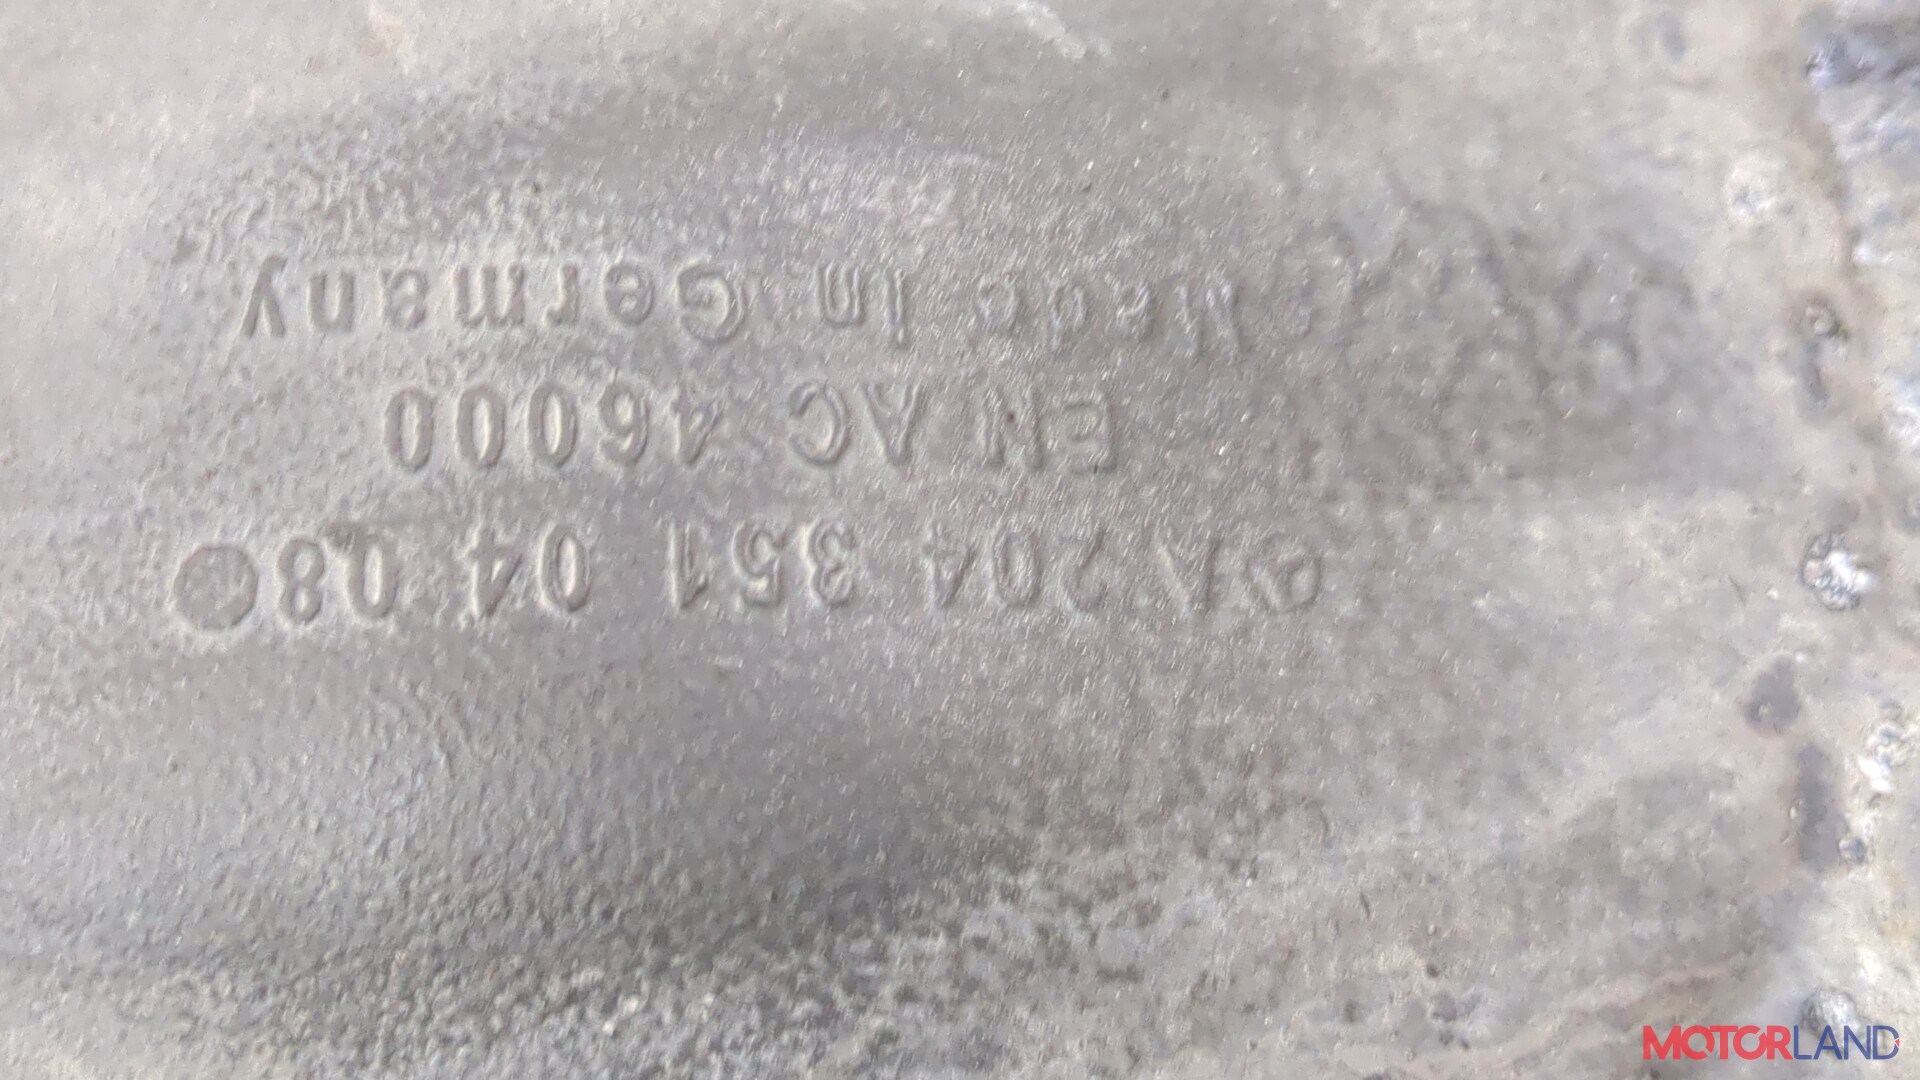 A 204 351 04 08
EN AC 46000
Made in Germany
MOTORLAND